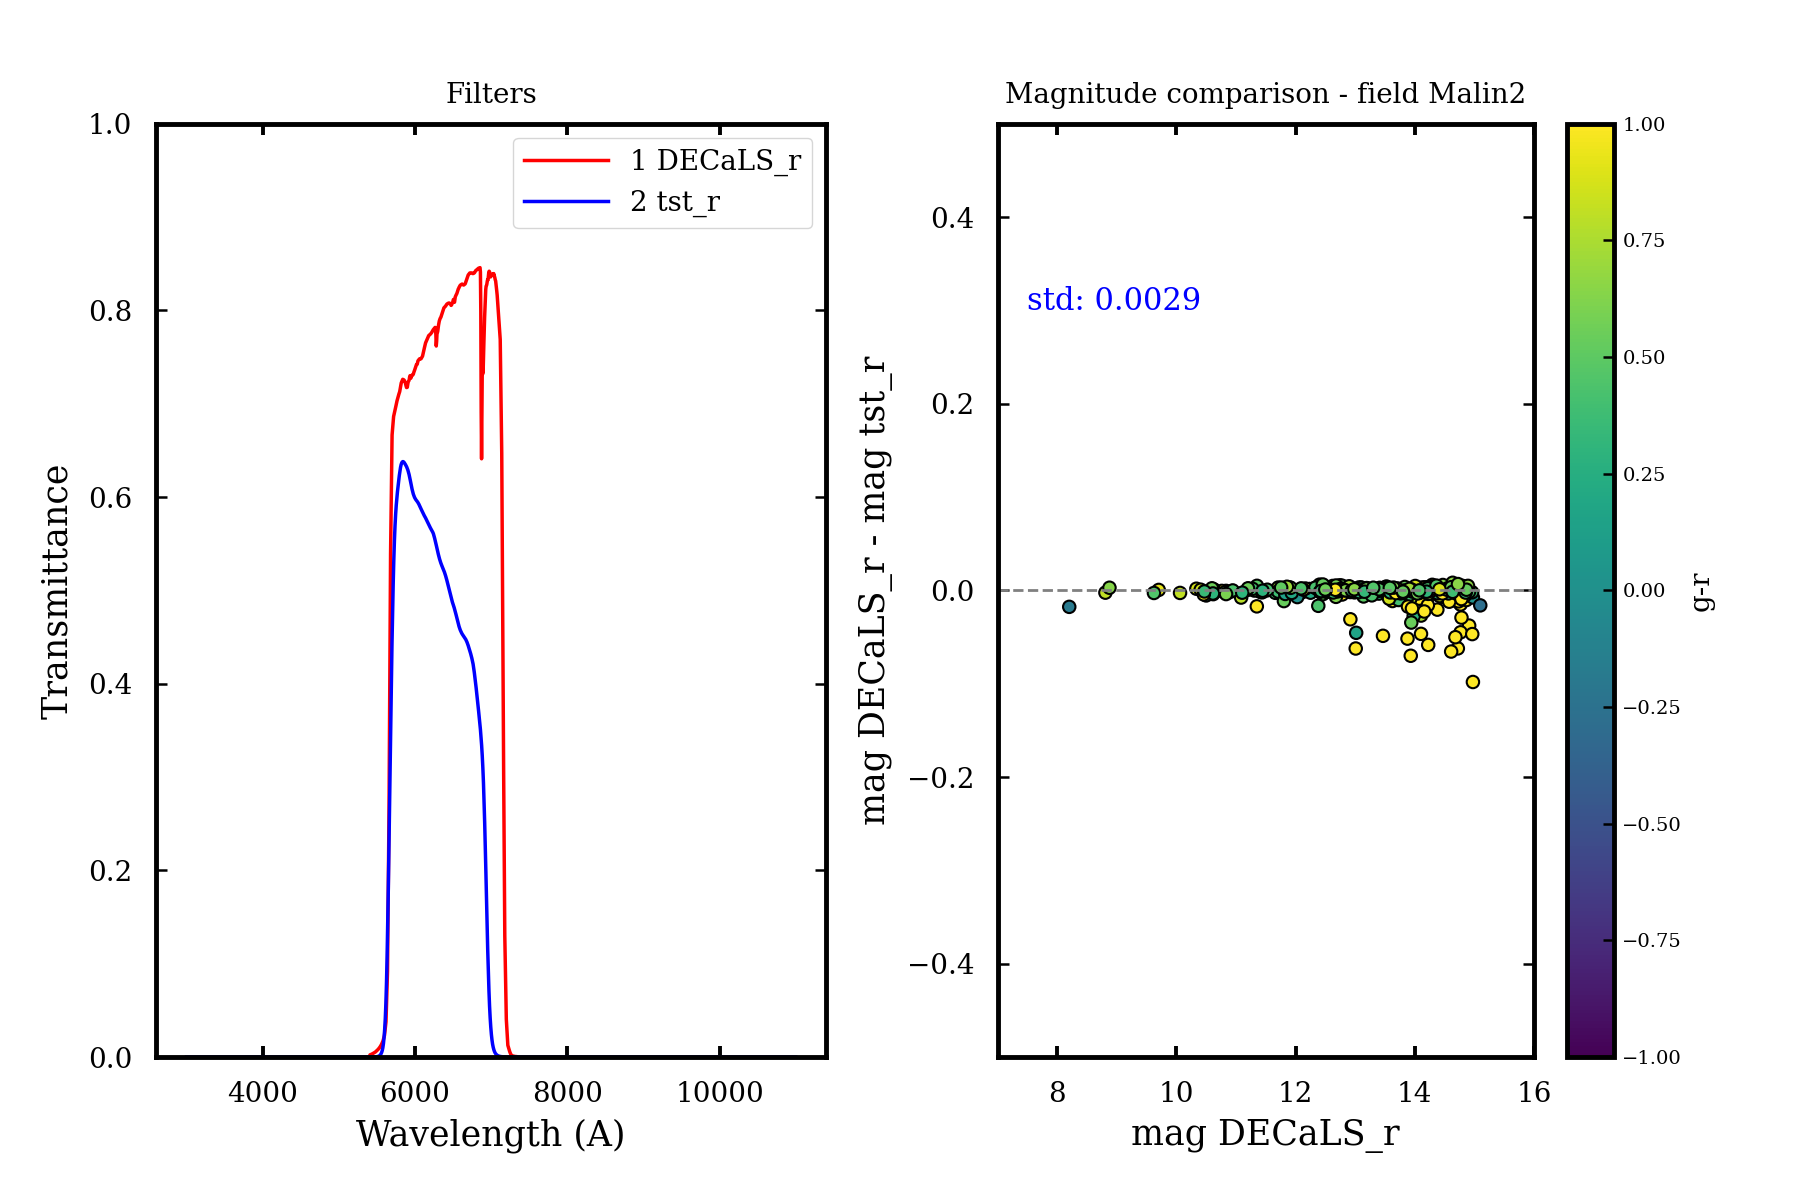 Filters
1.0
0.8
0.6
0.4
0.2
0.0
Transmittance
1 DECaLS_r
2 tst_r
4000
6000
8000
10000
Wavelength (A)
Magnitude comparison - field Malin2
0.4
0.2
0.0
−0.2
−0.4
mag DECaLS_r - mag tst_r
std: 0.0029
8
10
12
14
16
mag DECaLS_r
1.00
0.75
0.50
0.25
0.00
−0.25
−0.50
−0.75
−1.00
g-r